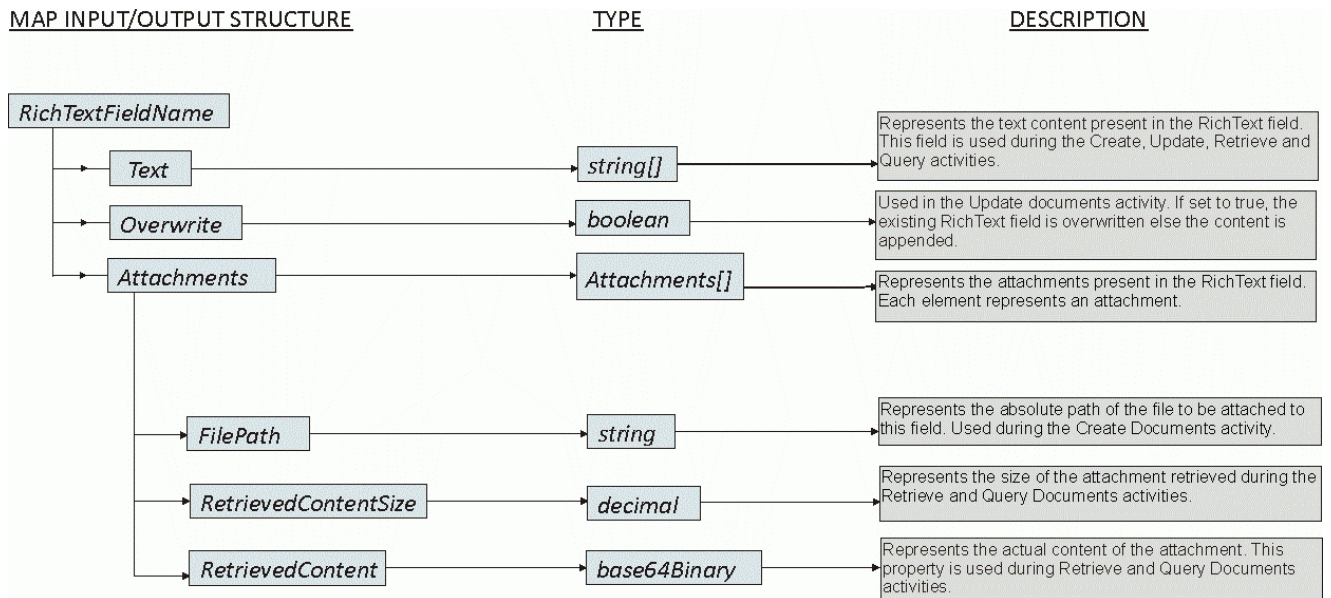 MAP INPUT/OUTPUT STRUCTURE TYPE DESCRIPTION
RichTextFieldName
Text string[] Represents the text content present in the RichText field.
This field is used during the Create, Update, Retrieve and
Query activities.
Overwrite boolean Used in the Update documents activity. If set to true, the
existing RichText field is overwritten else the content is
appended.
Attachments Attachments[] Represents the attachments present in the RichText field.
Each element represents an attachment.
FilePath string Represents the absolute path of the file to be attached to
this field. Used during the Create Documents activity.
RetrievedContentSize decimal Represents the size of the attachment retrieved during the
Retrieve and Query Documents activities.
RetrievedContent base64Binary Represents the actual content of the attachment. This
property is used during Retrieve and Query Documents
activities.